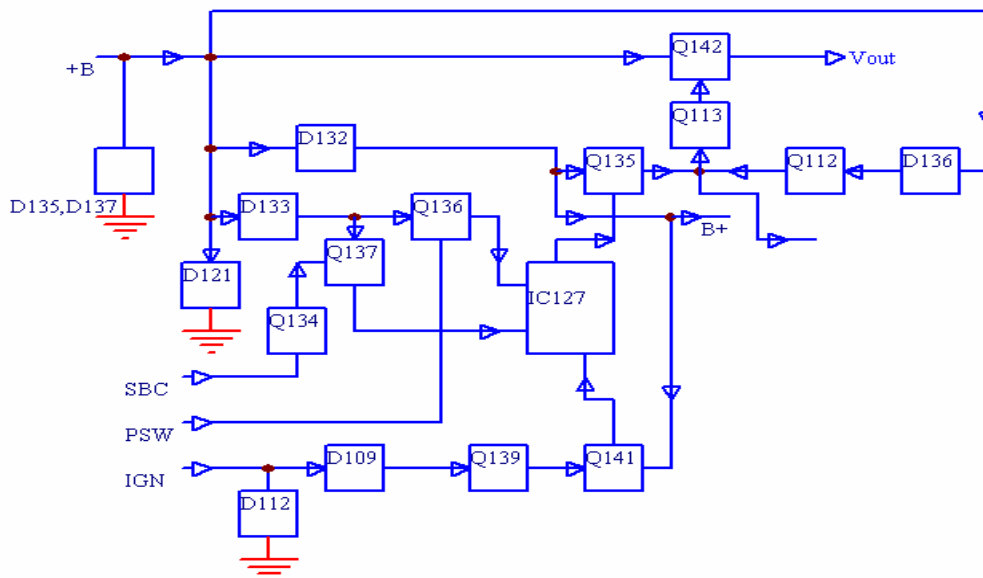 Q142
+B
Vout
Q113
D132
Q135
Q112
D136
D135,D137
D133
Q136
B+
Q137
D121
IC127
Q134
SBC
PSW
D109
Q139
Q141
IGN
D112